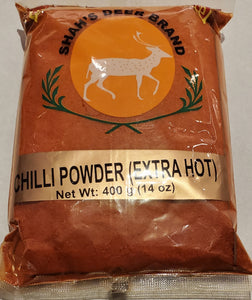 SHAH'S DEER BRAND
CHILLI POWDER (EXTRA HOT)
Net Wt: 400 g (14 oz)